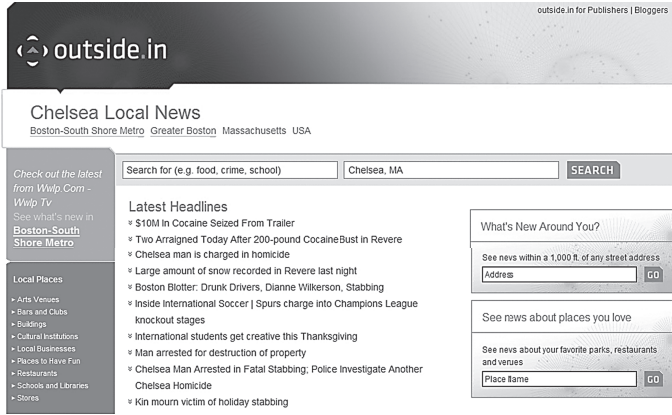 outside.in for Publishers | Bloggers
outside.in
Chelsea Local News
Boston-South Shore Metro Greater Boston Massachusetts USA
Check out the latest
from Wwlp.Com -
Wwlp Tv
See what's new in
Boston-South
Shore Metro
Local Places
Arts Venues
Bars and Clubs
Buildings
Cultural Institutions
Local Businesses
Places to Have Fun
Restaurants
Schools and Libraries
Stores
Search for (e.g. food, crime, school)
Chelsea, MA
SEARCH
Latest Headlines
$10M In Cocaine Seized From Trailer
Two Arraigned Today After 200-pound CocaineBust in Revere
Chelsea man is charged in homicide
Large amount of snow recorded in Revere last night
Boston Blotter: Drunk Drivers, Dianne Wilkerson, Stabbing
Inside International Soccer | Spurs charge into Champions League
knockout stages
International students get creative this Thanksgiving
Man arrested for destruction of property
Chelsea Man Arrested in Fatal Stabbing; Police Investigate Another
Chelsea Homicide
Kin mourn victim of holiday stabbing
What's New Around You?
See nevs within a 1,000 ft. of any street address
Address
GO
See news about places you love
See nevs about your favorite parks, restaurants
and verues
Place flame
GO